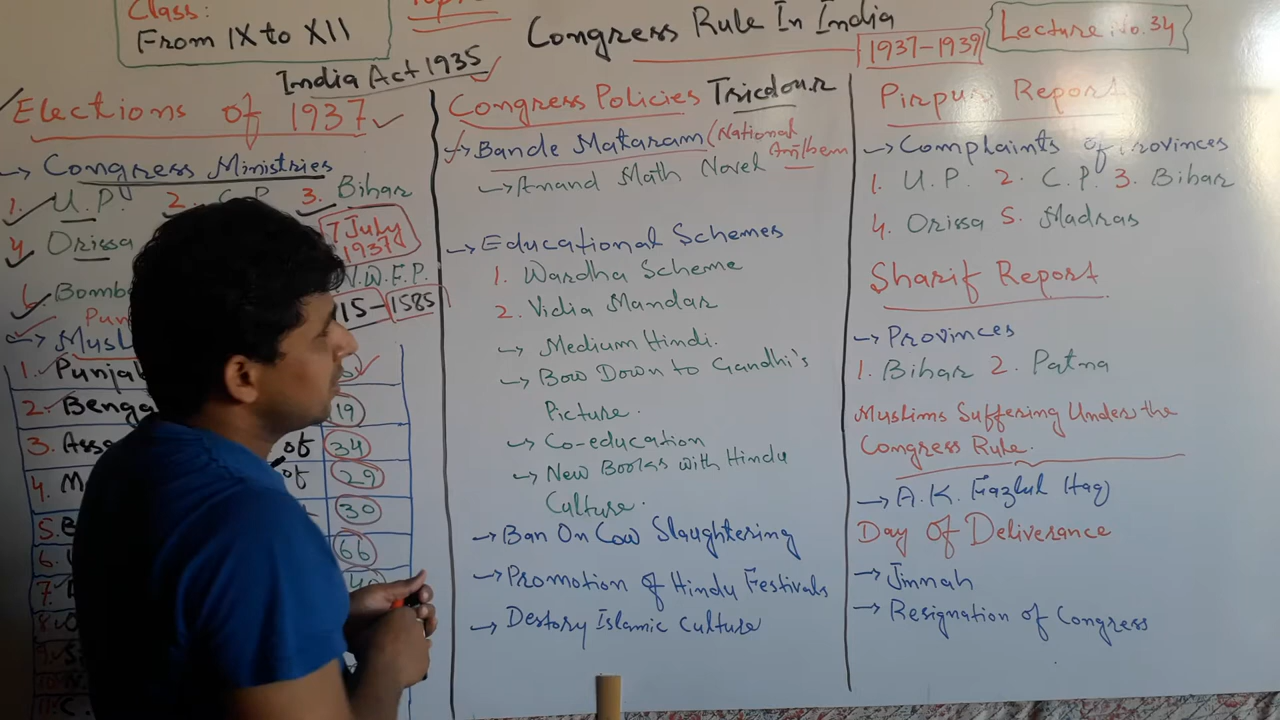 Class:
From IX to XII
Congress Rule In India
1937-1939
Lecture: No. 34
India Act 1935
Elections of 1937
→ Congress Ministries
1. U.P. 2. C.P. 3. Bihar
4. Orissa
7 July 1937
N.W.F.P.
Bomb
15-1585
1. Punjab
2. Benga
19
3. Ass
of 34
4. M
of 29
5. B
30
6.
66
7.
Congress Policies Tricolour
→ Bande Mataram (National Anthem
→ Anand Math Novel
→ Educational Schemes
1. Wardha Scheme
2. Vidia Mandar
→ Medium Hindi.
→ Bow Down to Gandhi's
Picture.
→ Co-education
→ New Books with Hindu
Culture.
→ Ban On Cow Slaughtering
→ Promotion of Hindu Festivals
→ Destory Islamic Culture
Pirpur Report
→ Complaints of Provinces
1. U.P. 2. C.P. 3. Bihar
4. Orissa 5. Madras
Sharif Report
→ Provinces
1. Bihar 2. Patna
Muslims Suffering Under the
Congress Rule.
→ A.K. Fazlul Haq
Day Of Deliverance
→ Jinnah
→ Resignation of Congress